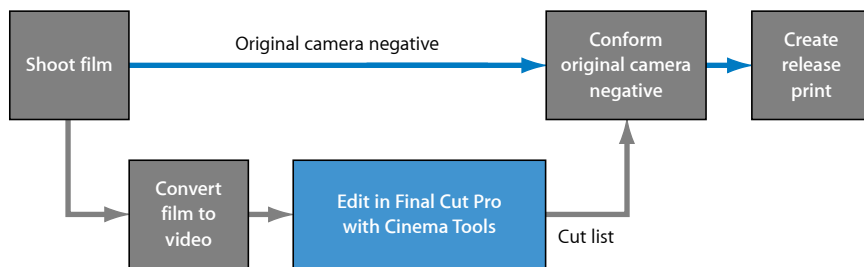 Shoot film
Original camera negative
Conform
original camera
negative
Create
release
print
Convert
film to
video
Edit in Final Cut Pro
with Cinema Tools
Cut list